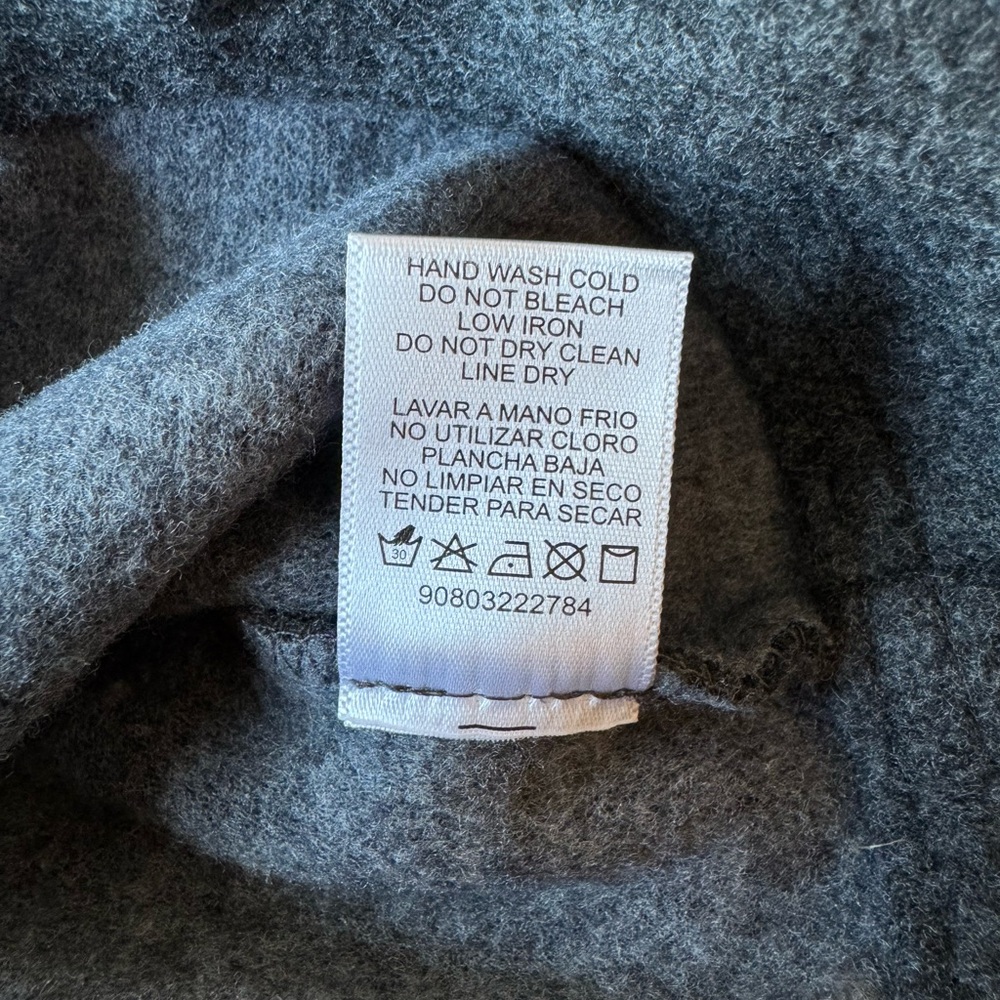 HAND WASH COLD
DO NOT BLEACH
LOW IRON
DO NOT DRY CLEAN
LINE DRY
LAVAR A MANO FRIO
NO UTILIZAR CLORO
PLANCHA BAJA
NO LIMPIAR EN SECO
TENDER PARA SECAR
30
90803222784